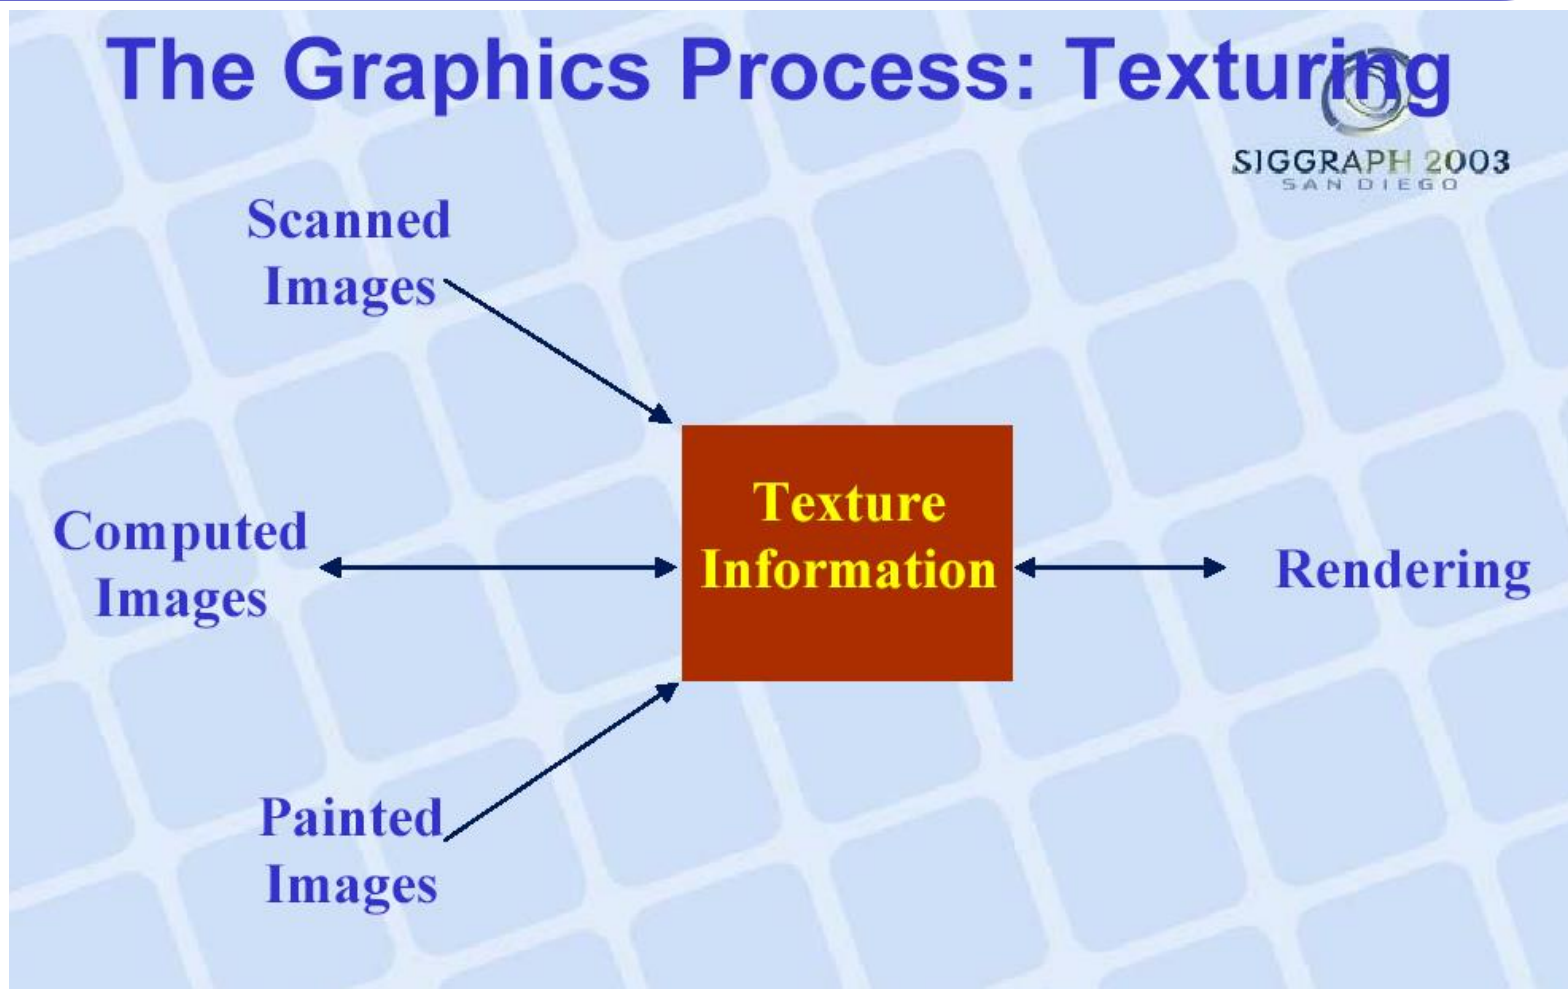 The Graphics Process: Texturing
SIGGRAPH 2003
SAN DIEGO
Scanned
Images
Computed
Images
Texture
Information
Rendering
Painted
Images